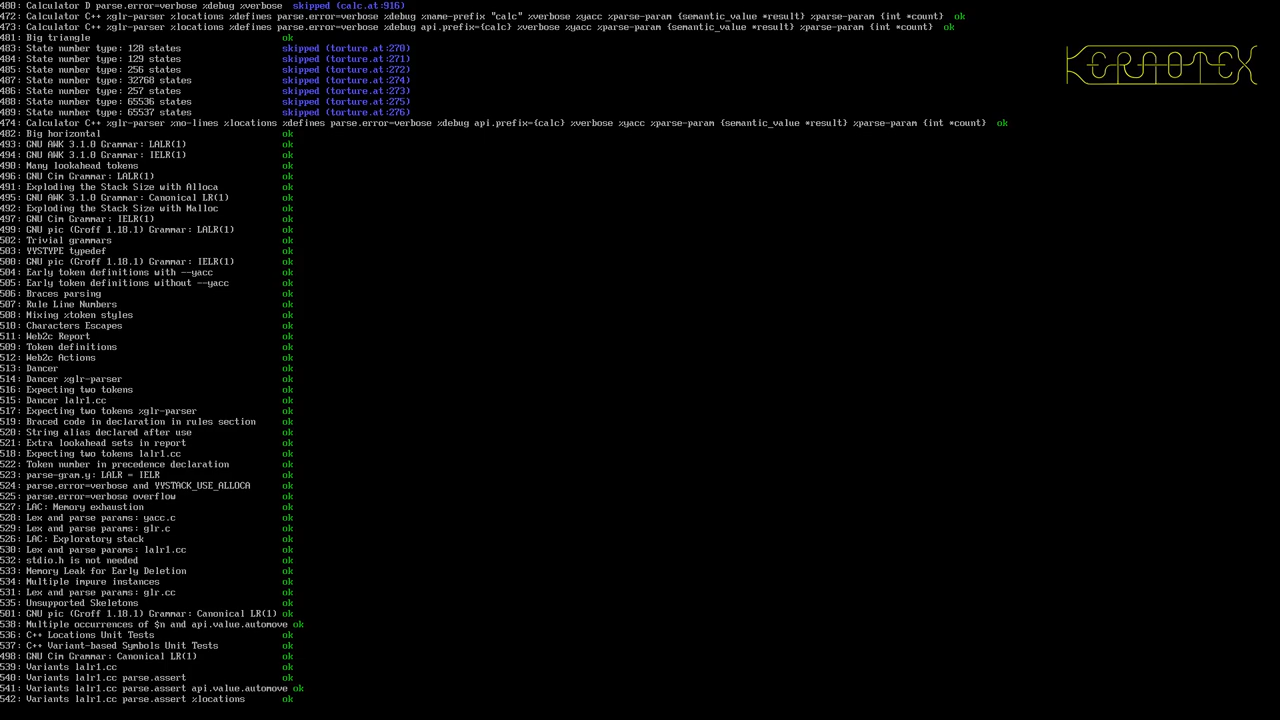 480: Calculator D parse.error=verbose %debug %verbose  skipped (calc.at:916)
472: Calculator C++ %glr-parser %locations %defines parse.error=verbose %debug %name-prefix "calc" %verbose %yacc %parse-param {semantic_value *result} %parse-param {int *count}  ok
473: Calculator C++ %glr-parser %locations %defines parse.error=verbose %debug api.prefix={calc} %verbose %yacc %parse-param {semantic_value *result} %parse-param {int *count}  ok
481: Big triangle ok
483: State number type: 128 states skipped (torture.at:270)
484: State number type: 129 states skipped (torture.at:271)
485: State number type: 256 states skipped (torture.at:272)
487: State number type: 32768 states skipped (torture.at:274)
486: State number type: 257 states skipped (torture.at:273)
488: State number type: 65536 states skipped (torture.at:275)
489: State number type: 65537 states skipped (torture.at:276)
474: Calculator C++ %glr-parser %no-lines %locations %defines parse.error=verbose %debug api.prefix={calc} %verbose %yacc %parse-param {semantic_value *result} %parse-param {int *count}  ok
482: Big horizontal ok
493: GNU AWK 3.1.0 Grammar: LALR(1) ok
494: GNU AWK 3.1.0 Grammar: IELR(1) ok
490: Many lookahead tokens ok
496: GNU Cim Grammar: LALR(1) ok
491: Exploding the Stack Size with Alloca ok
495: GNU AWK 3.1.0 Grammar: Canonical LR(1) ok
492: Exploding the Stack Size with Malloc ok
497: GNU Cim Grammar: IELR(1) ok
499: GNU pic (Groff 1.18.1) Grammar: LALR(1) ok
502: Trivial grammars ok
503: YYSTYPE typedef ok
500: GNU pic (Groff 1.18.1) Grammar: IELR(1) ok
504: Early token definitions with --yacc ok
505: Early token definitions without --yacc ok
506: Braces parsing ok
507: Rule Line Numbers ok
508: Mixing %token styles ok
510: Characters Escapes ok
511: Web2c Report ok
509: Token definitions ok
512: Web2c Actions ok
513: Dancer ok
514: Dancer %glr-parser ok
516: Expecting two tokens ok
515: Dancer lalr1.cc ok
517: Expecting two tokens %glr-parser ok
519: Braced code in declaration in rules section ok
520: String alias declared after use ok
521: Extra lookahead sets in report ok
518: Expecting two tokens lalr1.cc ok
522: Token number in precedence declaration ok
523: parse-gram.y: LALR = IELR ok
524: parse.error=verbose and YYSTACK_USE_ALLOCA ok
525: parse.error=verbose overflow ok
527: LAC: Memory exhaustion ok
528: Lex and parse params: yacc.c ok
529: Lex and parse params: glr.c ok
526: LAC: Exploratory stack ok
530: Lex and parse params: lalr1.cc ok
532: stdio.h is not needed ok
533: Memory Leak for Early Deletion ok
534: Multiple impure instances ok
531: Lex and parse params: glr.cc ok
535: Unsupported Skeletons ok
501: GNU pic (Groff 1.18.1) Grammar: Canonical LR(1) ok
538: Multiple occurrences of $n and api.value.automove ok
536: C++ Locations Unit Tests ok
537: C++ Variant-based Symbols Unit Tests ok
498: GNU Cim Grammar: Canonical LR(1) ok
539: Variants lalr1.cc ok
540: Variants lalr1.cc parse.assert ok
541: Variants lalr1.cc parse.assert api.value.automove ok
542: Variants lalr1.cc parse.assert %locations ok